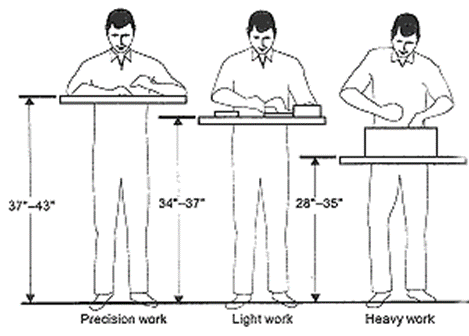 37"–43"
34"–37"
28"–35"
Precision work
Light work
Heavy work